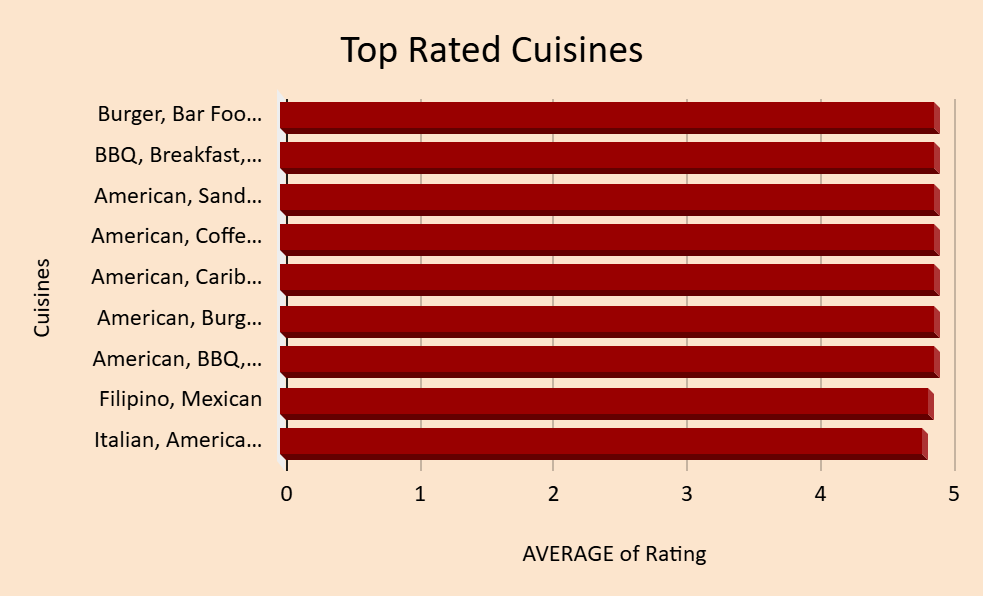 Top Rated Cuisines
Burger, Bar Foo...
BBQ, Breakfast,...
American, Sand...
American, Coffe...
American, Carib...
American, Burg...
American, BBQ,...
Filipino, Mexican
Italian, America...
Cuisines
0 1 2 3 4 5
AVERAGE of Rating